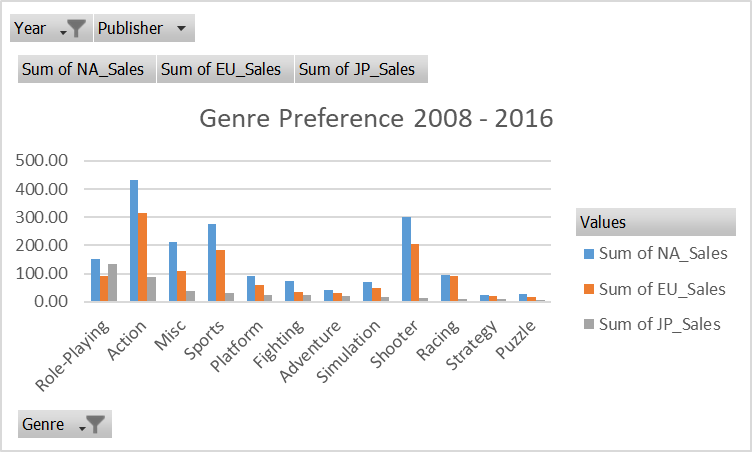 Year Publisher
Sum of NA_Sales Sum of EU_Sales Sum of JP_Sales
Genre Preference 2008 - 2016
500.00
400.00
300.00
200.00
100.00
0.00
Role-Playing Action Misc Sports Platform Fighting Adventure Simulation Shooter Racing Strategy Puzzle
Values
Sum of NA_Sales
Sum of EU_Sales
Sum of JP_Sales
Genre